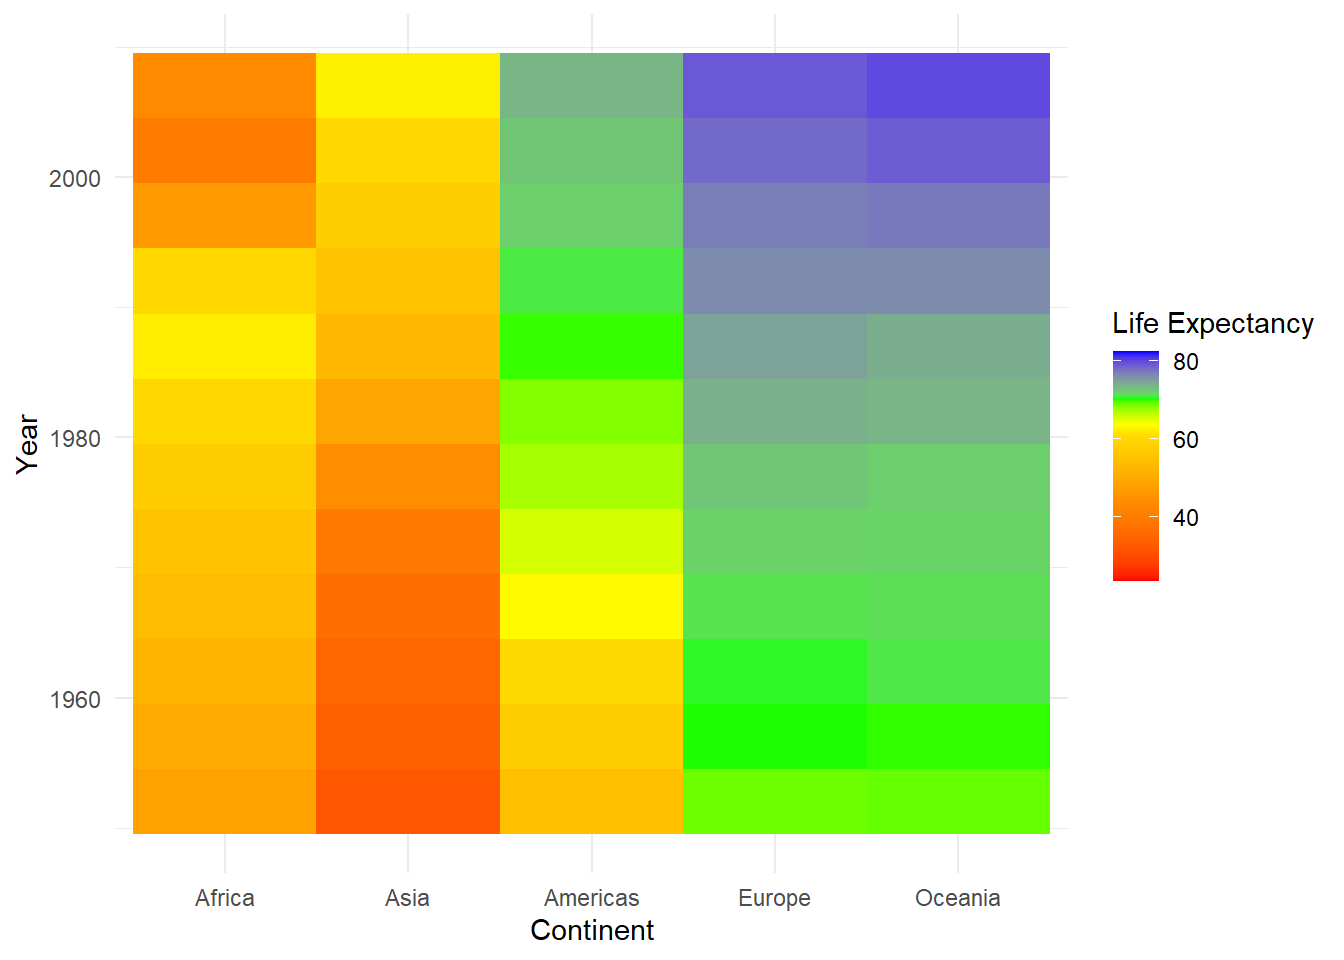 2000
1980
1960
Year
Africa
Asia
Americas
Europe
Oceania
Continent
Life Expectancy
80
60
40